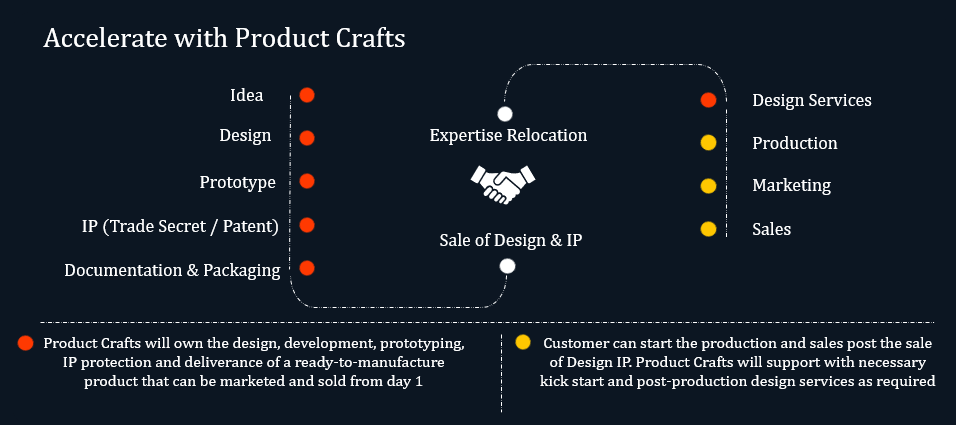 Accelerate with Product Crafts
Idea
Design
Prototype
IP (Trade Secret / Patent)
Documentation & Packaging
Expertise Relocation
Sale of Design & IP
Design Services
Production
Marketing
Sales
Product Crafts will own the design, development, prototyping,
IP protection and deliverance of a ready-to-manufacture
product that can be marketed and sold from day 1
Customer can start the production and sales post the sale
of Design IP. Product Crafts will support with necessary
kick start and post-production design services as required